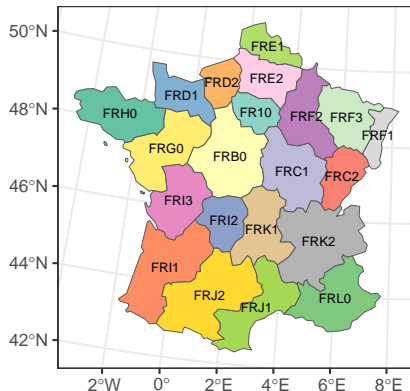 50°N
48°N
46°N
44°N
42°N
FRE1
FRD2
FRE2
FRD1
FRH0
FR10
FRF2
FRF3
FRF1
FRG0
FRB0
FRC1
FRC2
FRI3
FRI2
FRK1
FRK2
FRI1
FRJ2
FRJ1
FRL0
2°W 0° 2°E 4°E 6°E 8°E